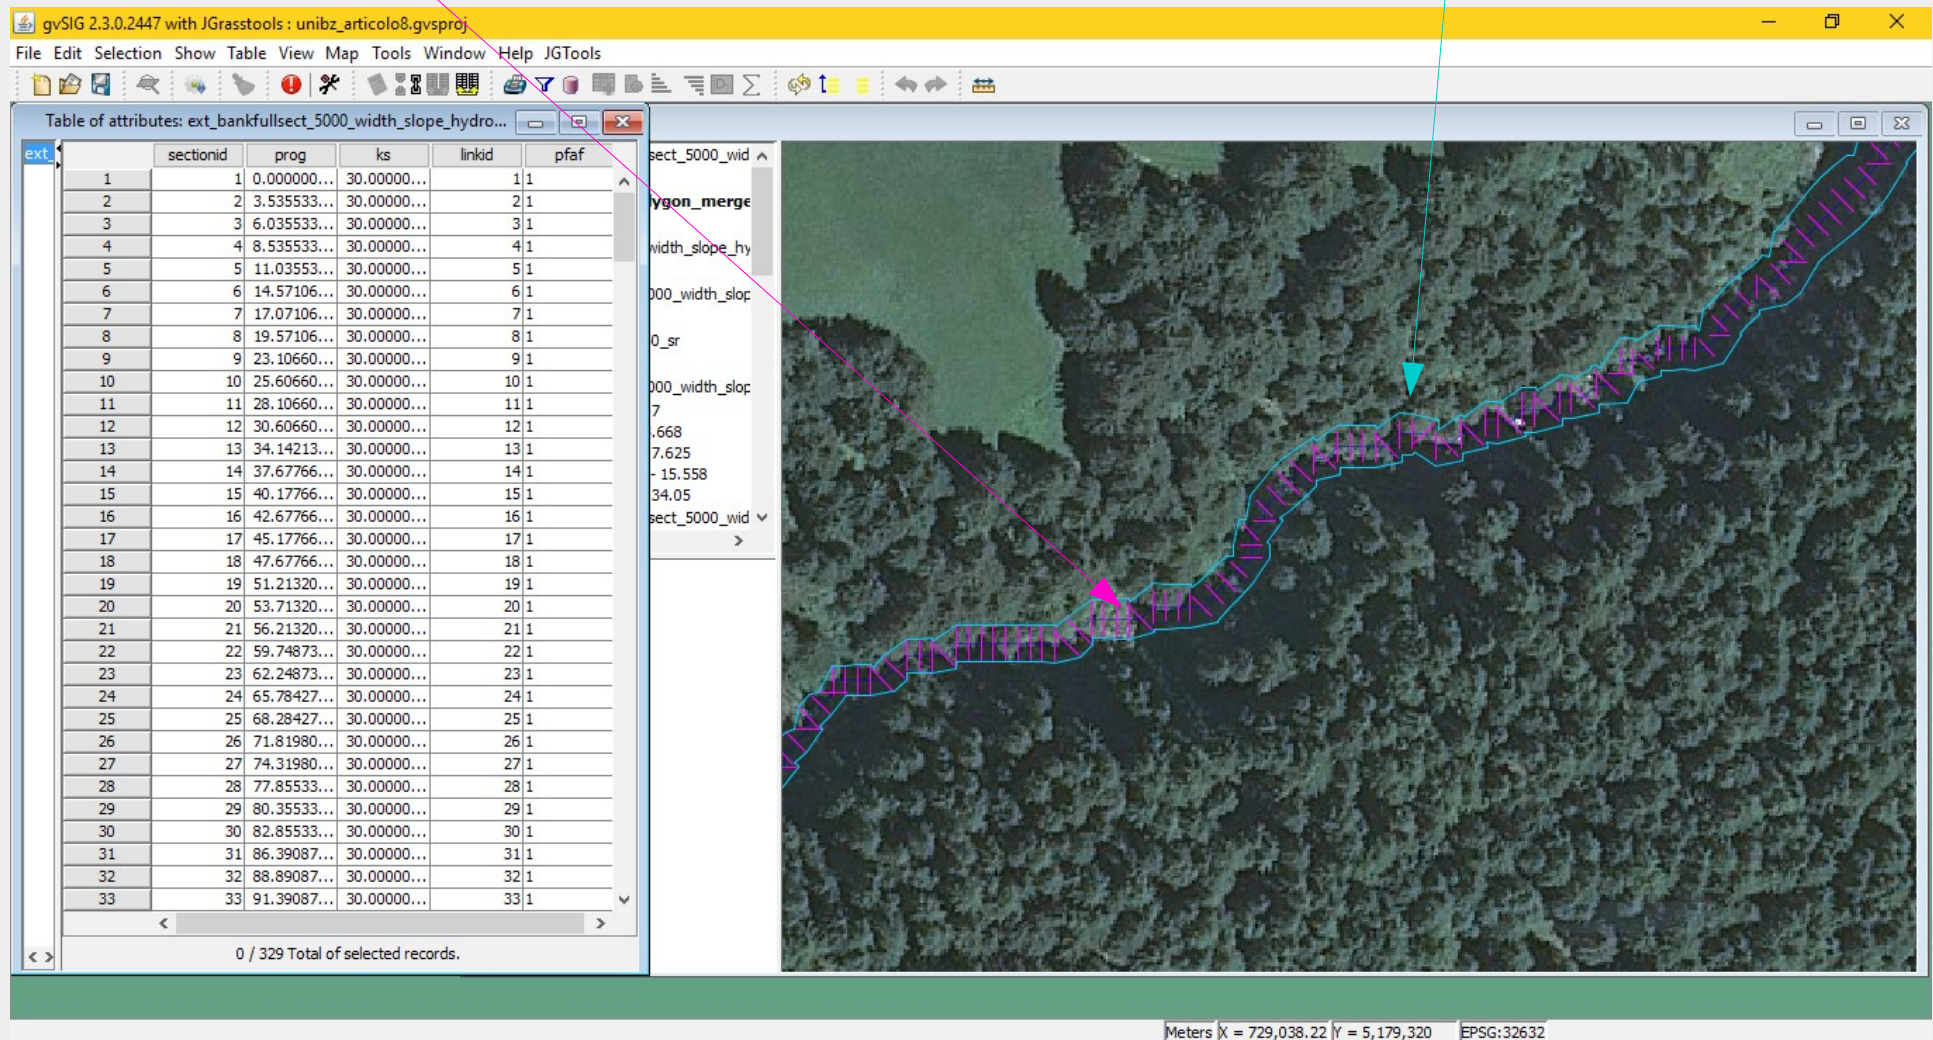 gvSIG 2.3.0.2447 with JGrasstools : unibz_articolo8.gvsproj
File Edit Selection Show Table View Map Tools Window Help JGTools
Table of attributes: ext_bankfullsect_5000_width_slope_hydro...
ext_
sectionid prog ks linkid pfaf
1 1 0.000000... 30.00000... 1 1
2 2 3.535533... 30.00000... 2 1
3 3 6.035533... 30.00000... 3 1
4 4 8.535533... 30.00000... 4 1
5 5 11.03553... 30.00000... 5 1
6 6 14.57106... 30.00000... 6 1
7 7 17.07106... 30.00000... 7 1
8 8 19.57106... 30.00000... 8 1
9 9 23.10660... 30.00000... 9 1
10 10 25.60660... 30.00000... 10 1
11 11 28.10660... 30.00000... 11 1
12 12 30.60660... 30.00000... 12 1
13 13 34.14213... 30.00000... 13 1
14 14 37.67766... 30.00000... 14 1
15 15 40.17766... 30.00000... 15 1
16 16 42.67766... 30.00000... 16 1
17 17 45.17766... 30.00000... 17 1
18 18 47.67766... 30.00000... 18 1
19 19 51.21320... 30.00000... 19 1
20 20 53.71320... 30.00000... 20 1
21 21 56.21320... 30.00000... 21 1
22 22 59.74873... 30.00000... 22 1
23 23 62.24873... 30.00000... 23 1
24 24 65.78427... 30.00000... 24 1
25 25 68.28427... 30.00000... 25 1
26 26 71.81980... 30.00000... 26 1
27 27 74.31980... 30.00000... 27 1
28 28 77.85533... 30.00000... 28 1
29 29 80.35533... 30.00000... 29 1
30 30 82.85533... 30.00000... 30 1
31 31 86.39087... 30.00000... 31 1
32 32 88.89087... 30.00000... 32 1
33 33 91.39087... 30.00000... 33 1
0 / 329 Total of selected records.
sect_5000_wid
lygon_merge
width_slope_hy
000_width_slop
0_sr
000_width_slop
7
.668
7.625
- 15.558
34.05
sect_5000_wid
Meters X = 729,038.22 Y = 5,179,320 EPSG:32632